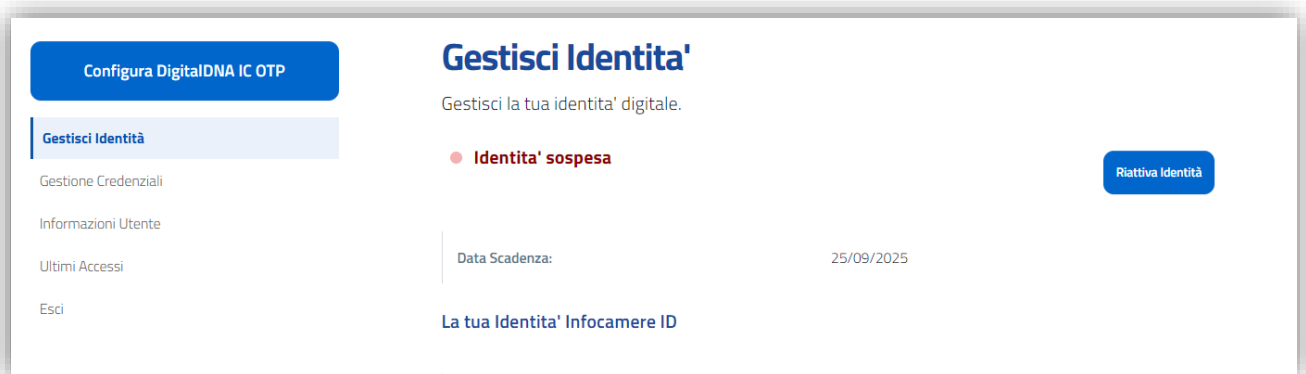 Configura DigitalDNA IC OTP
Gestisci Identità
Gestione Credenziali
Informazioni Utente
Ultimi Accessi
Esci
Gestisci Identita'
Gestisci la tua identita' digitale.
Identita' sospesa
Riattiva Identità
Data Scadenza: 25/09/2025
La tua Identita' Infocamere ID